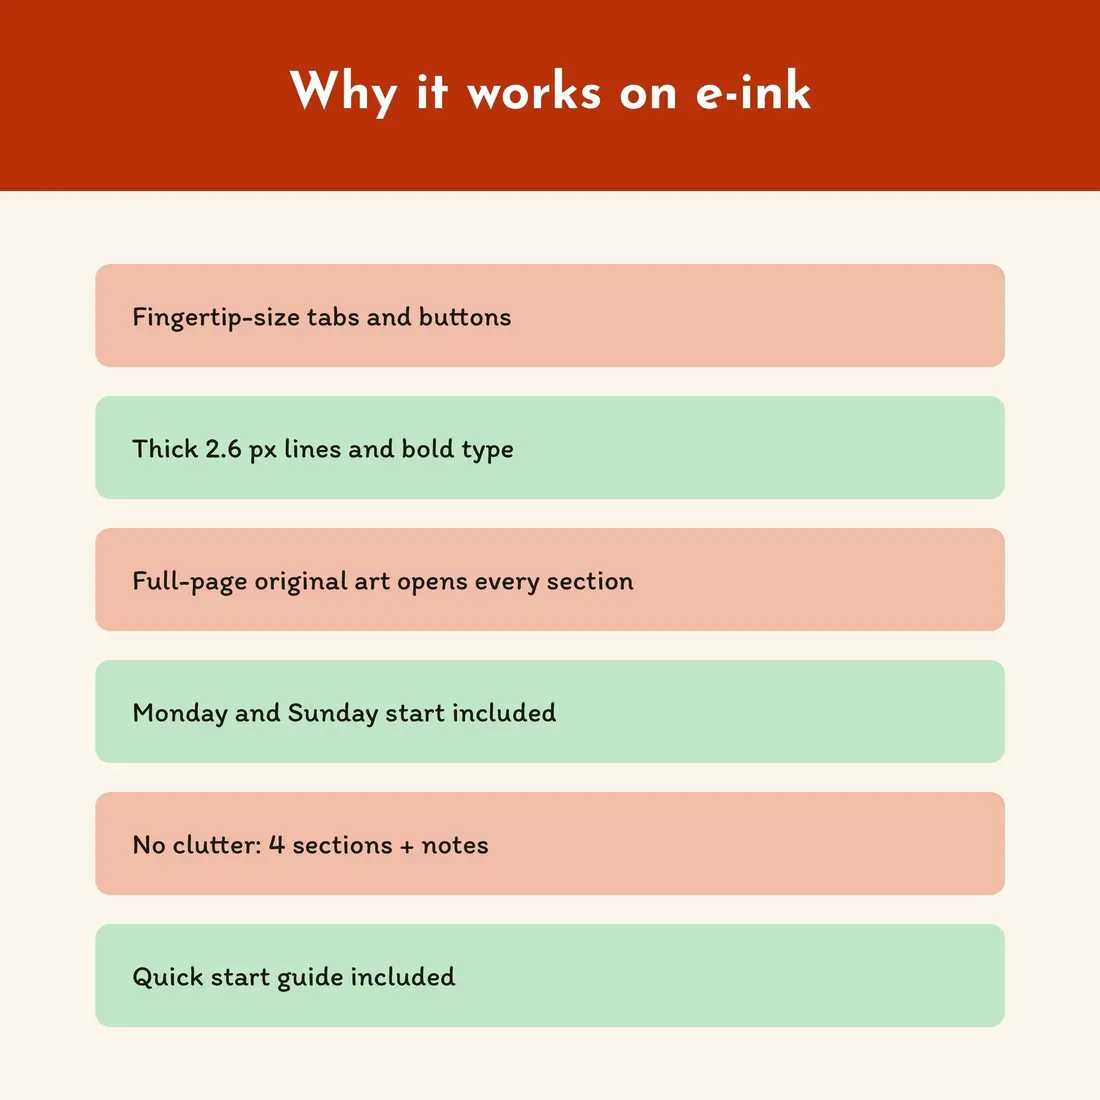 Why it works on e-ink
Fingertip-size tabs and buttons
Thick 2.6 px lines and bold type
Full-page original art opens every section
Monday and Sunday start included
No clutter: 4 sections + notes
Quick start guide included